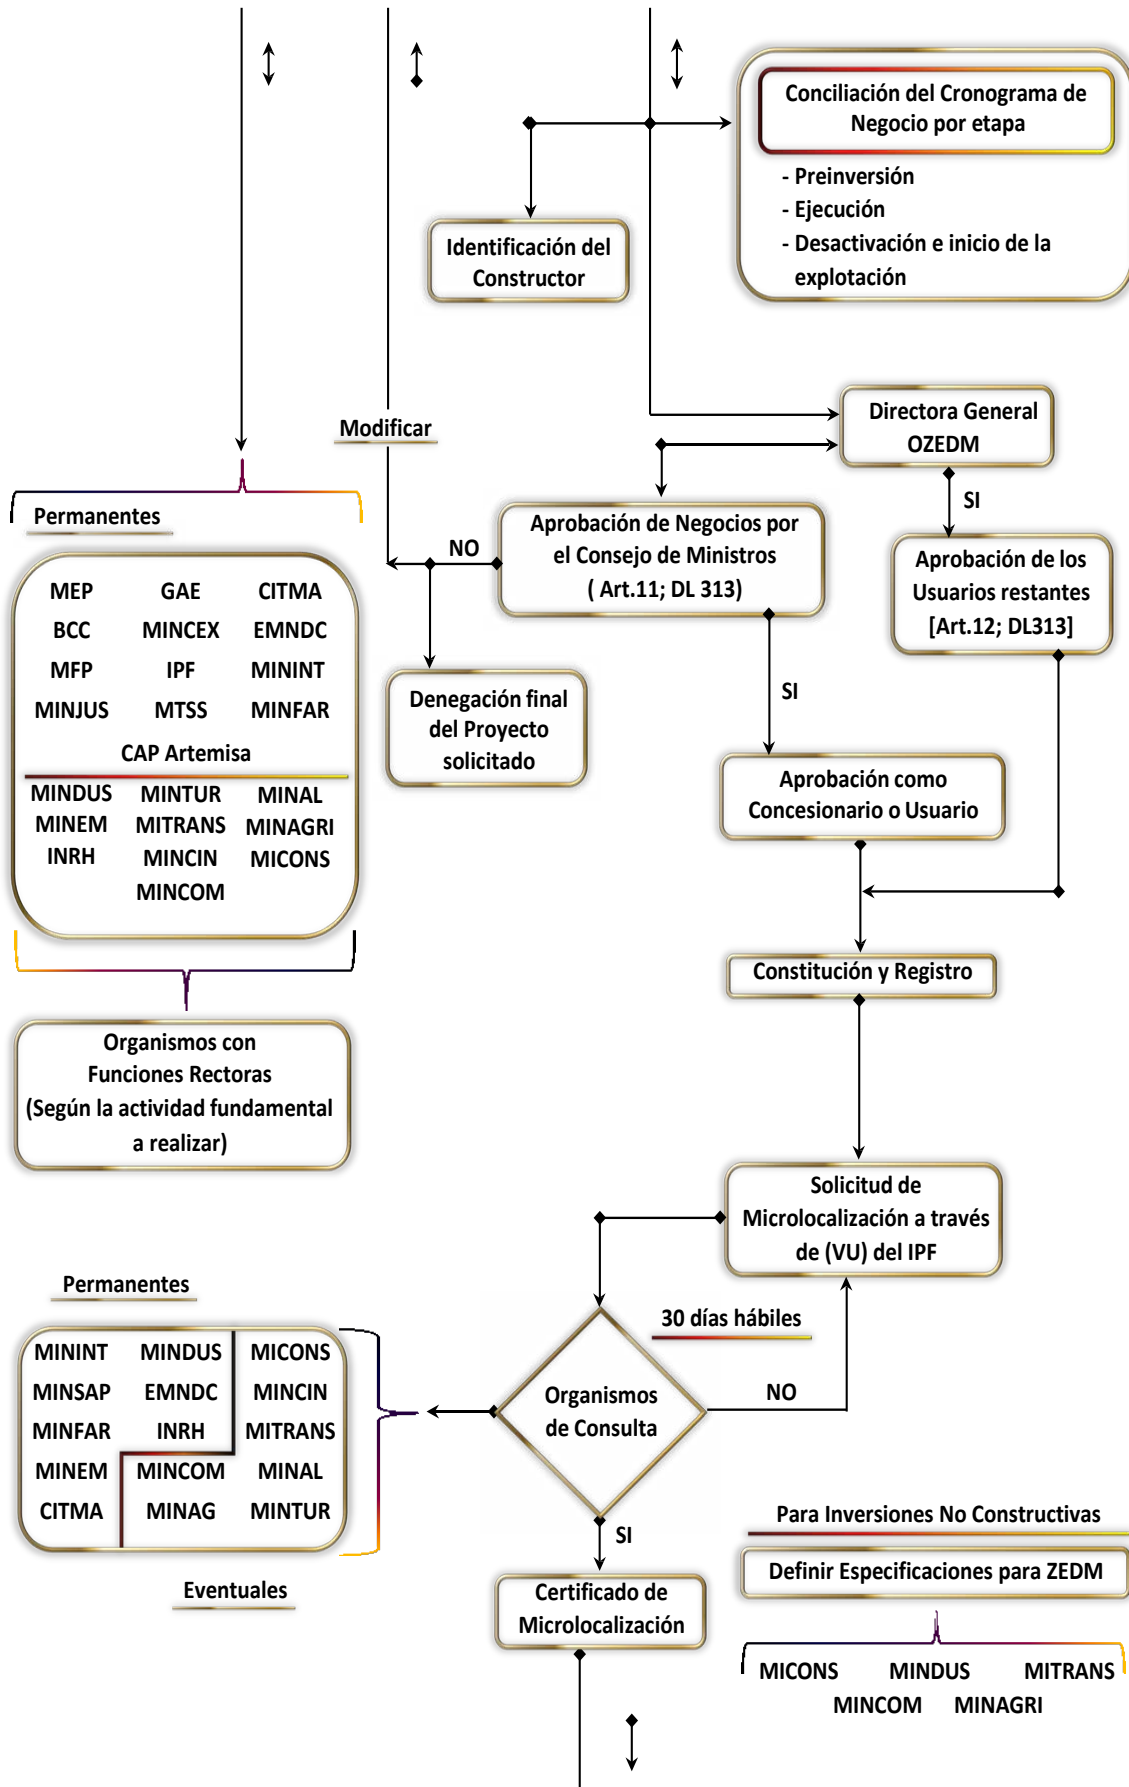 Conciliación del Cronograma de
Negocio por etapa
- Preinversión
- Ejecución
- Desactivación e inicio de la
explotación
Identificación del
Constructor
Directora General
OZEDM
Modificar
SI
Permanentes
NO
Aprobación de Negocios por
el Consejo de Ministros
( Art.11; DL 313)
Aprobación de los
Usuarios restantes
[Art.12; DL313]
MEP GAE CITMA
BCC MINCEX EMNDC
MFP IPF MININT
MINJUS MTSS MINFAR
CAP Artemisa
MINDUS MINTUR MINAL
MINEM MITRANS MINAGRI
INRH MINCIN MICONS
MINCOM
Denegación final
del Proyecto
solicitado
SI
Aprobación como
Concesionario o Usuario
Constitución y Registro
Organismos con
Funciones Rectoras
(Según la actividad fundamental
a realizar)
Solicitud de
Microlocalización a través
de (VU) del IPF
Permanentes
30 días hábiles
MININT MINDUS MICONS
MINSAP EMNDC MINCIN
MINFAR INRH MITRANS
MINEM MINCOM MINAL
CITMA MINAG MINTUR
Eventuales
Organismos
de Consulta
NO
SI
Certificado de
Microlocalización
Para Inversiones No Constructivas
Definir Especificaciones para ZEDM
MICONS MINDUS MITRANS
MINCOM MINAGRI